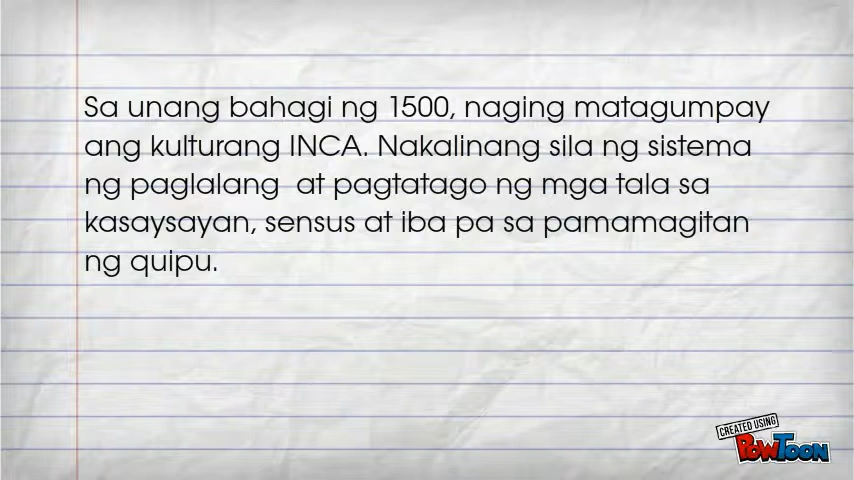 Sa unang bahagi ng 1500, naging matagumpay
ang kulturang INCA. Nakalinang sila ng sistema
ng paglalang at pagtatago ng mga tala sa
kasaysayan, sensus at iba pa sa pamamagitan
ng quipu.
CREATED USING
POWTOON